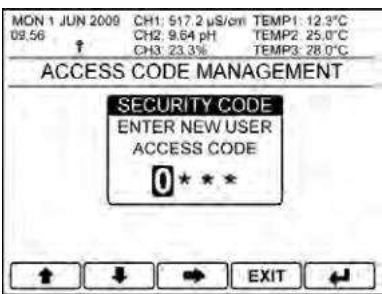 MON 1 JUN 2009 CH1: 517.2 µS/cm TEMP1: 12.3°C
09.56 CH2: 9.64 pH TEMP2: 25.0°C
CH3: 23.3% TEMP3: 28.0°C
ACCESS CODE MANAGEMENT
SECURITY CODE
ENTER NEW USER
ACCESS CODE
0***
EXIT